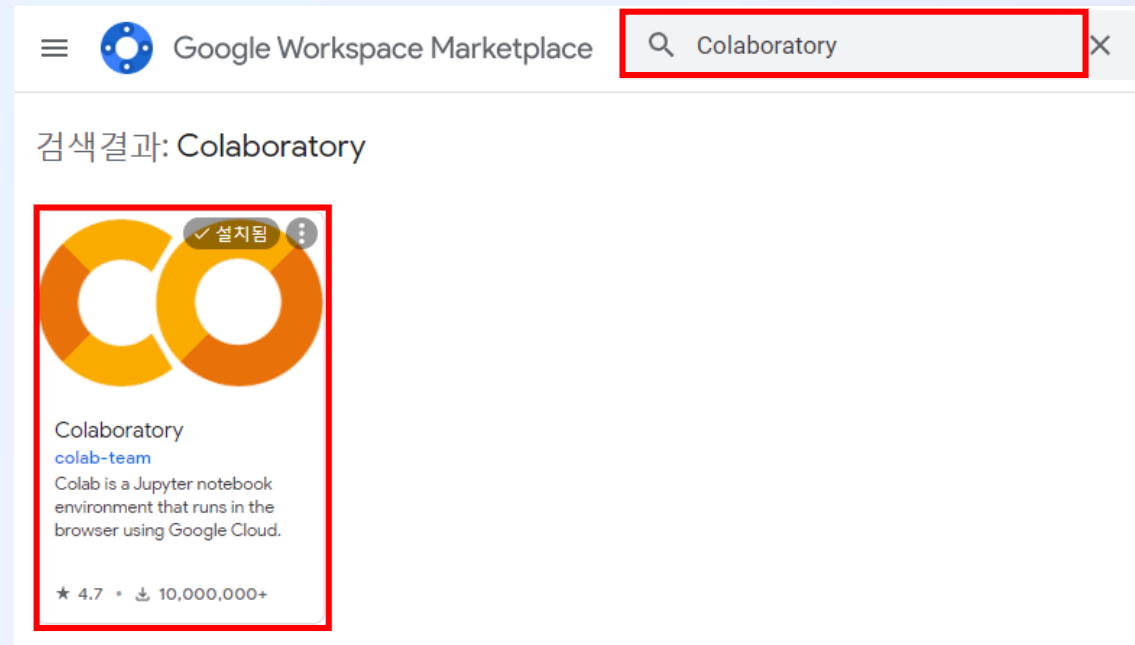 Google Workspace Marketplace
Colaboratory
검색결과: Colaboratory
설치됨
Colaboratory
colab-team
Colab is a Jupyter notebook
environment that runs in the
browser using Google Cloud.
★ 4.7 • 10,000,000+